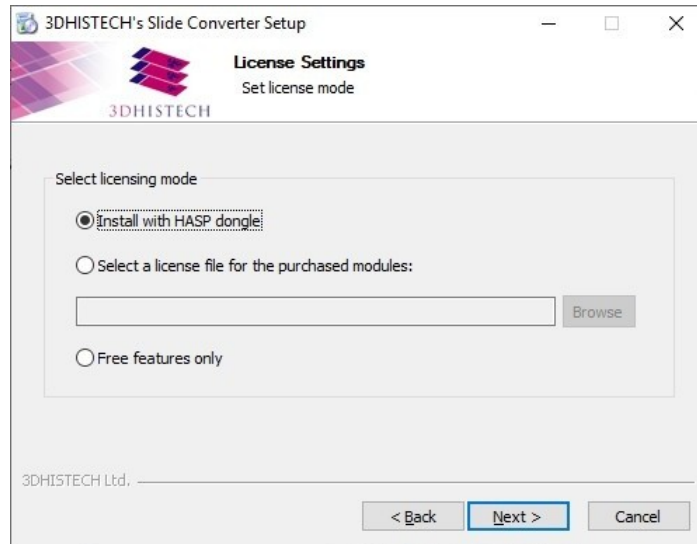 3DHISTECH's Slide Converter Setup
License Settings
Set license mode
3DHISTECH
Select licensing mode
Install with HASP dongle
Select a license file for the purchased modules:
Browse
Free features only
3DHISTECH Ltd.
< Back Next > Cancel